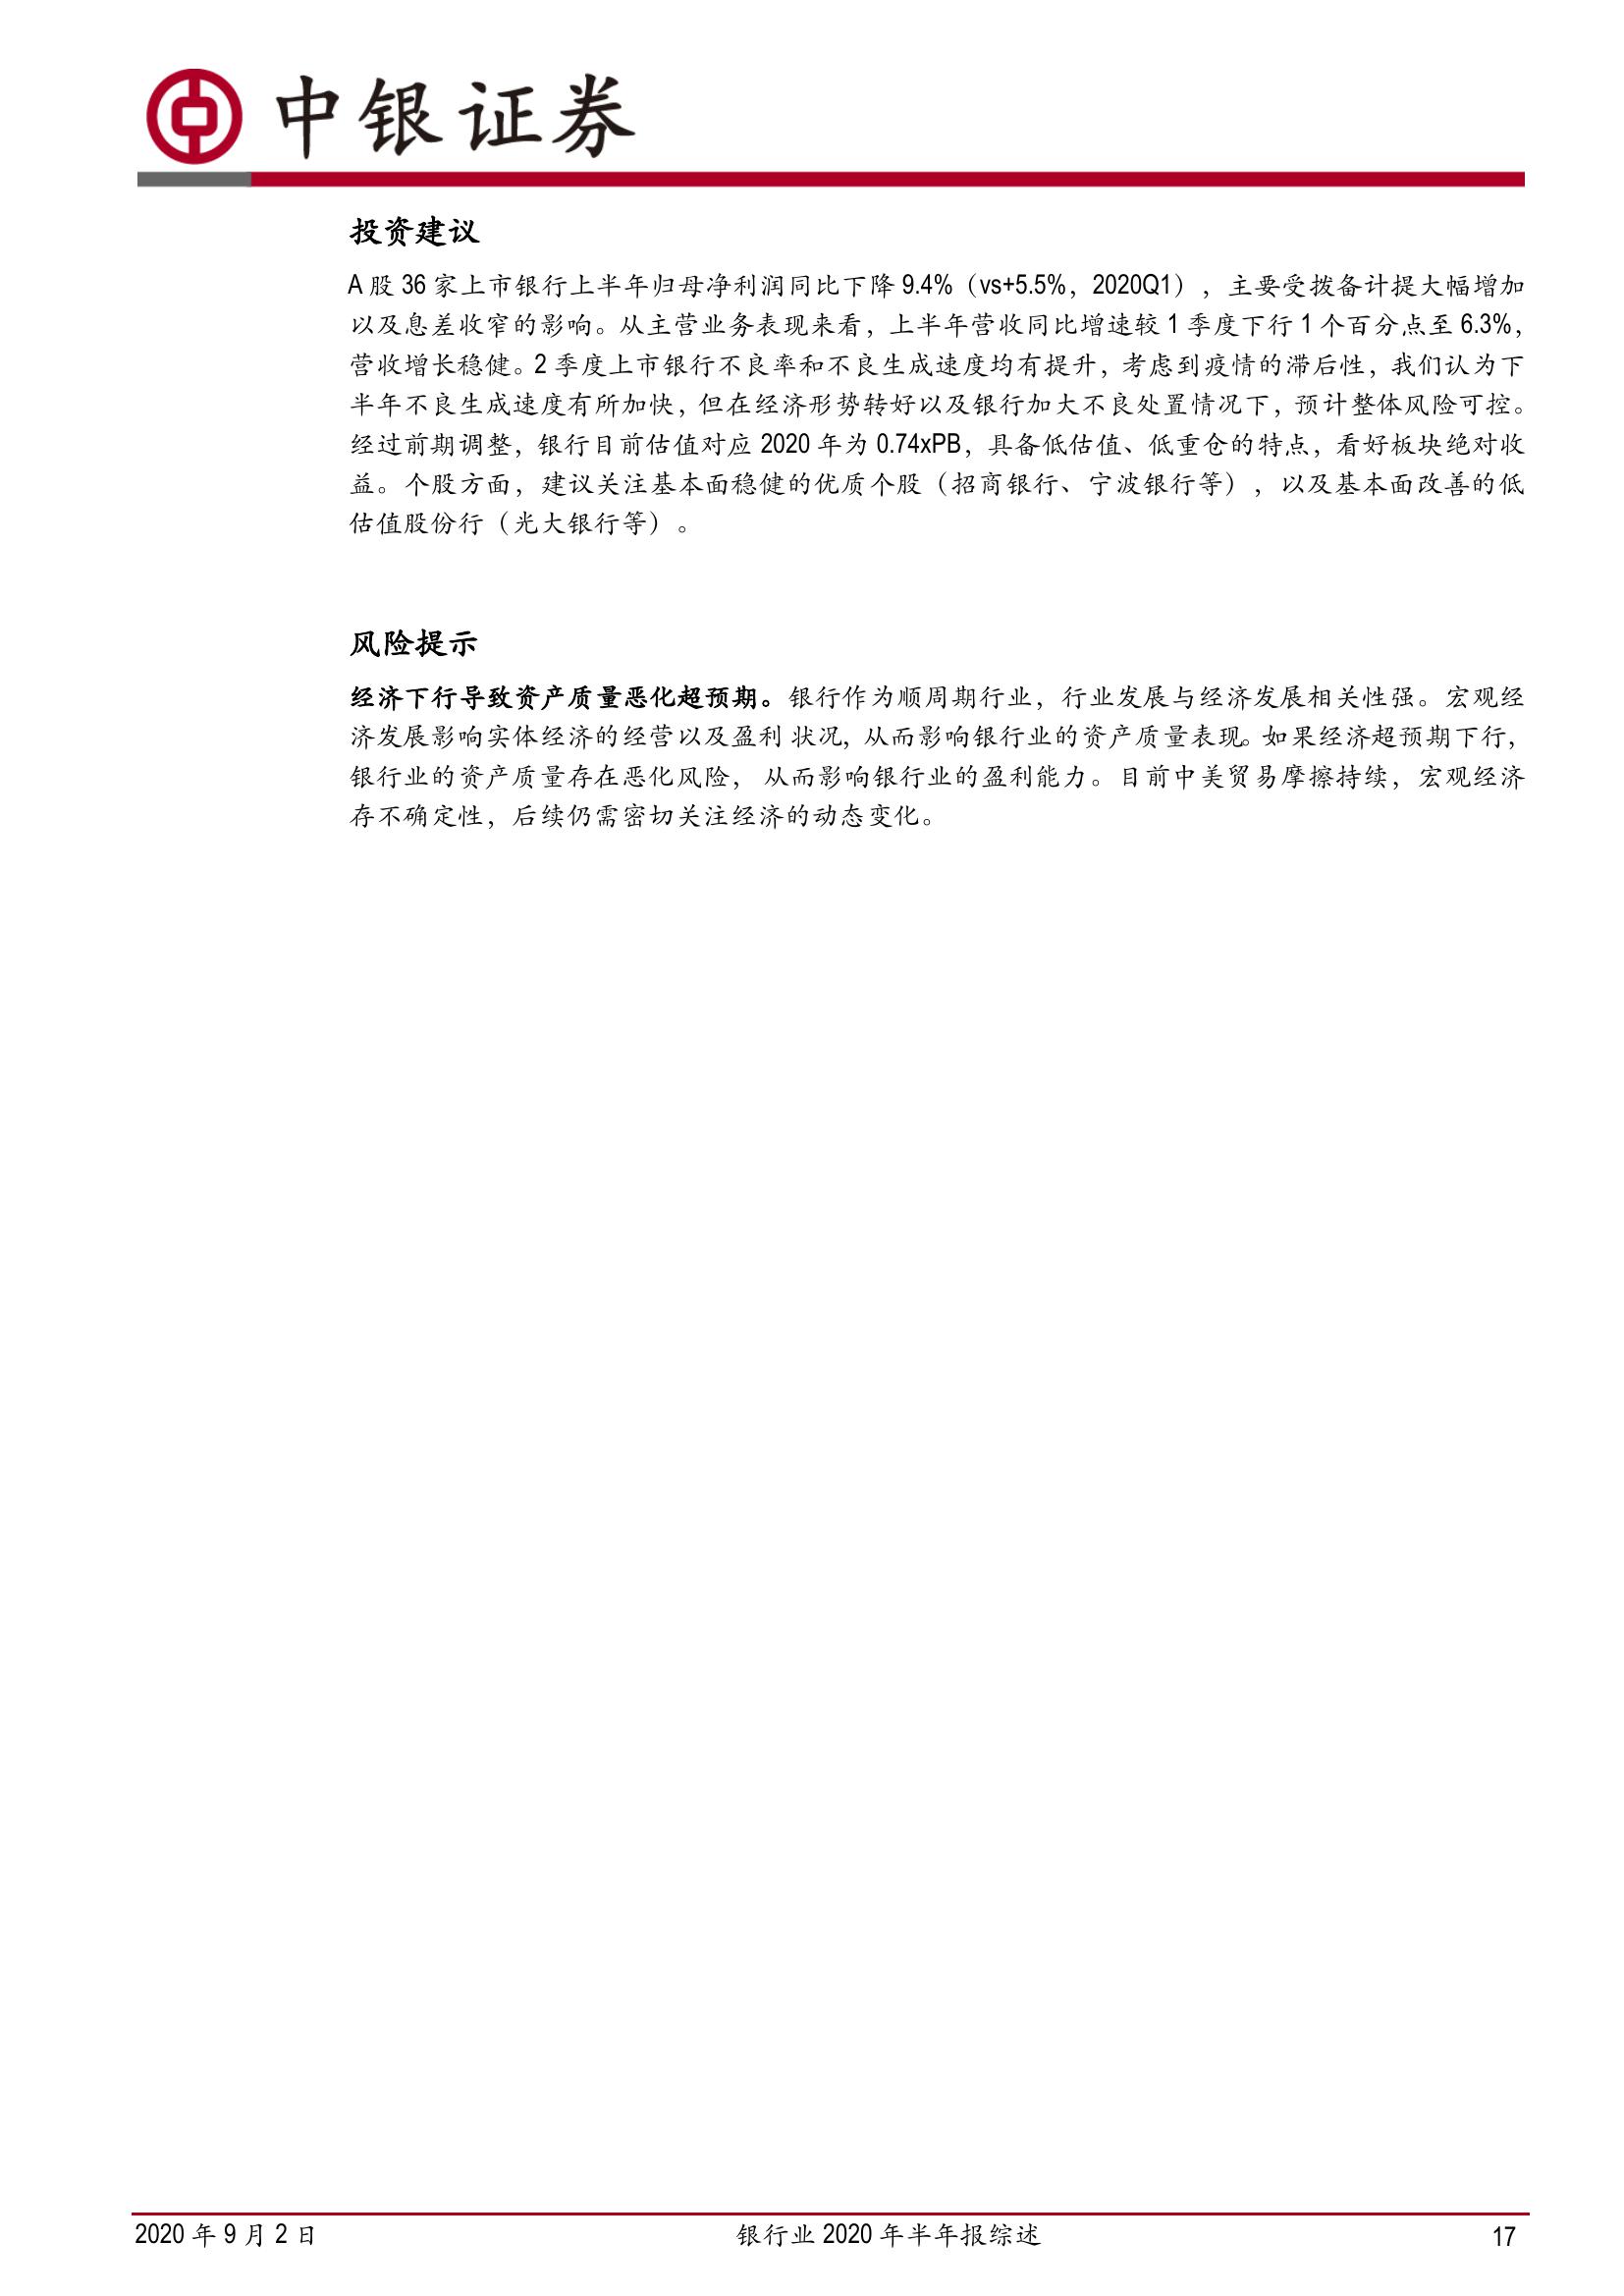 中银证券
投资建议
A 股 36 家上市银行上半年归母净利润同比下降 9.4%（vs+5.5%，2020Q1），主要受拨备计提大幅增加
以及息差收窄的影响。从主营业务表现来看，上半年营收同比增速较 1 季度下行 1 个百分点至 6.3%，
营收增长稳健。2 季度上市银行不良率和不良生成速度均有提升，考虑到疫情的滞后性，我们认为下
半年不良生成速度有所加快，但在经济形势转好以及银行加大不良处置情况下，预计整体风险可控。
经过前期调整，银行目前估值对应 2020 年为 0.74xPB，具备低估值、低重仓的特点，看好板块绝对收
益。个股方面，建议关注基本面稳健的优质个股（招商银行、宁波银行等），以及基本面改善的低
估值股份行（光大银行等）。
风险提示
经济下行导致资产质量恶化超预期。银行作为顺周期行业，行业发展与经济发展相关性强。宏观经
济发展影响实体经济的经营以及盈利 状况，从而影响银行业的资产质量表现。如果经济超预期下行，
银行业的资产质量存在恶化风险， 从而影响银行业的盈利能力。目前中美贸易摩擦持续，宏观经济
存不确定性，后续仍需密切关注经济的动态变化。
2020 年 9 月 2 日
银行业 2020 年半年报综述
17